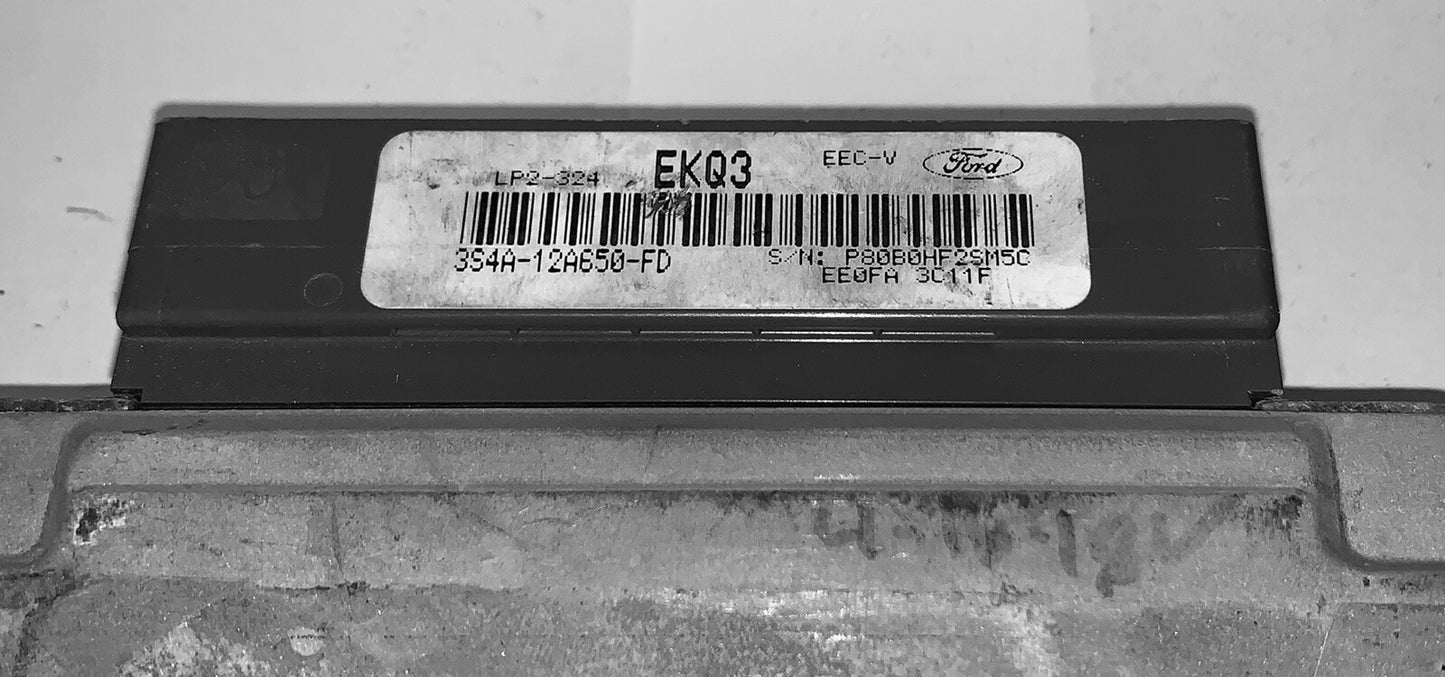 LP2-324 EKQ3 EEC-V Ford
3S4A-12A650-FD S/N: P80B0HF2SM5C
EE0FA 3C11F